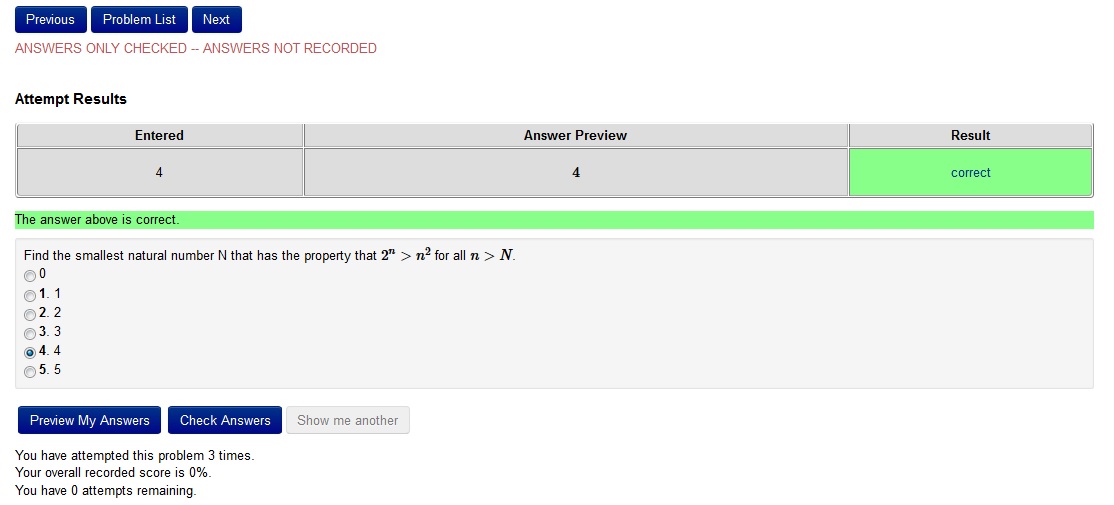 Previous Problem List Next
ANSWERS ONLY CHECKED -- ANSWERS NOT RECORDED
Attempt Results
Entered Answer Preview Result
4 4 correct
The answer above is correct.
Find the smallest natural number N that has the property that 2ⁿ > n² for all n > N.
0
1. 1
2. 2
3. 3
4. 4
5. 5
Preview My Answers Check Answers Show me another
You have attempted this problem 3 times.
Your overall recorded score is 0%.
You have 0 attempts remaining.